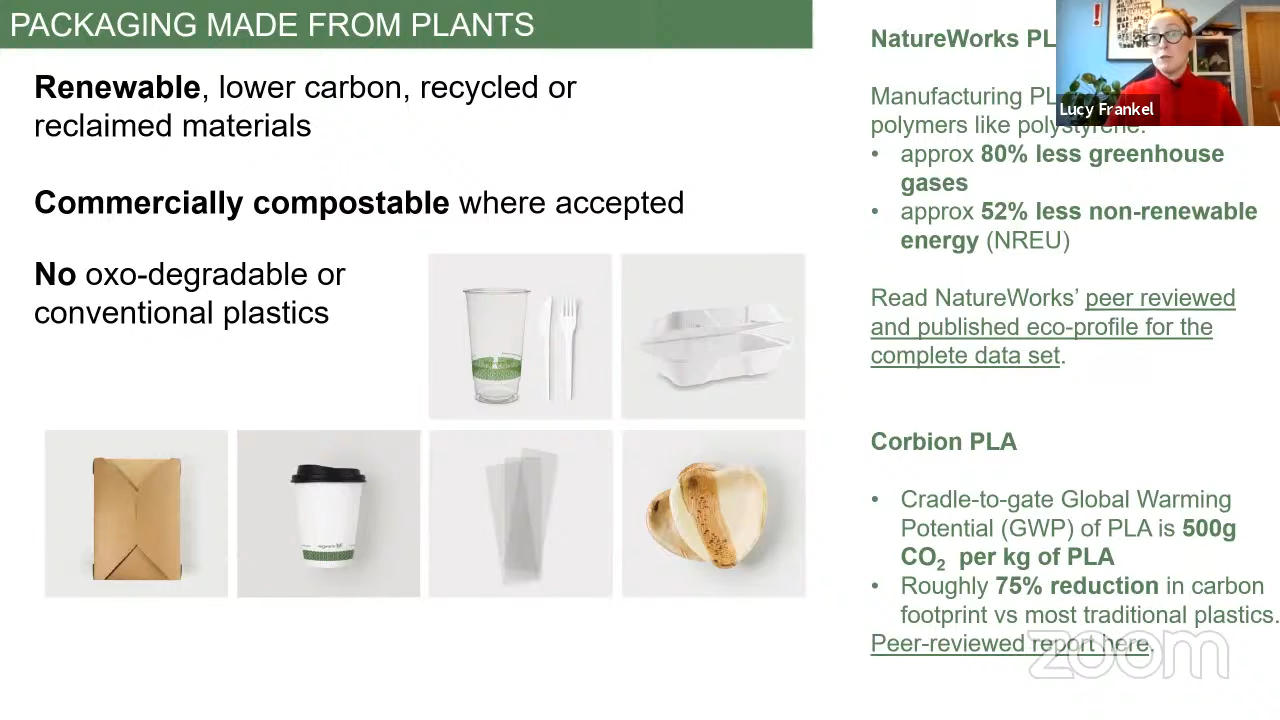 PACKAGING MADE FROM PLANTS
Renewable, lower carbon, recycled or
reclaimed materials
Commercially compostable where accepted
No oxo-degradable or
conventional plastics
NatureWorks PL
Manufacturing PL
polymers like polystyrene:
• approx 80% less greenhouse
gases
• approx 52% less non-renewable
energy (NREU)
Read NatureWorks’ peer reviewed
and published eco-profile for the
complete data set.
Corbion PLA
• Cradle-to-gate Global Warming
Potential (GWP) of PLA is 500g
CO₂ per kg of PLA
• Roughly 75% reduction in carbon
footprint vs most traditional plastics.
Peer-reviewed report here.
Lucy Frankel
zoom